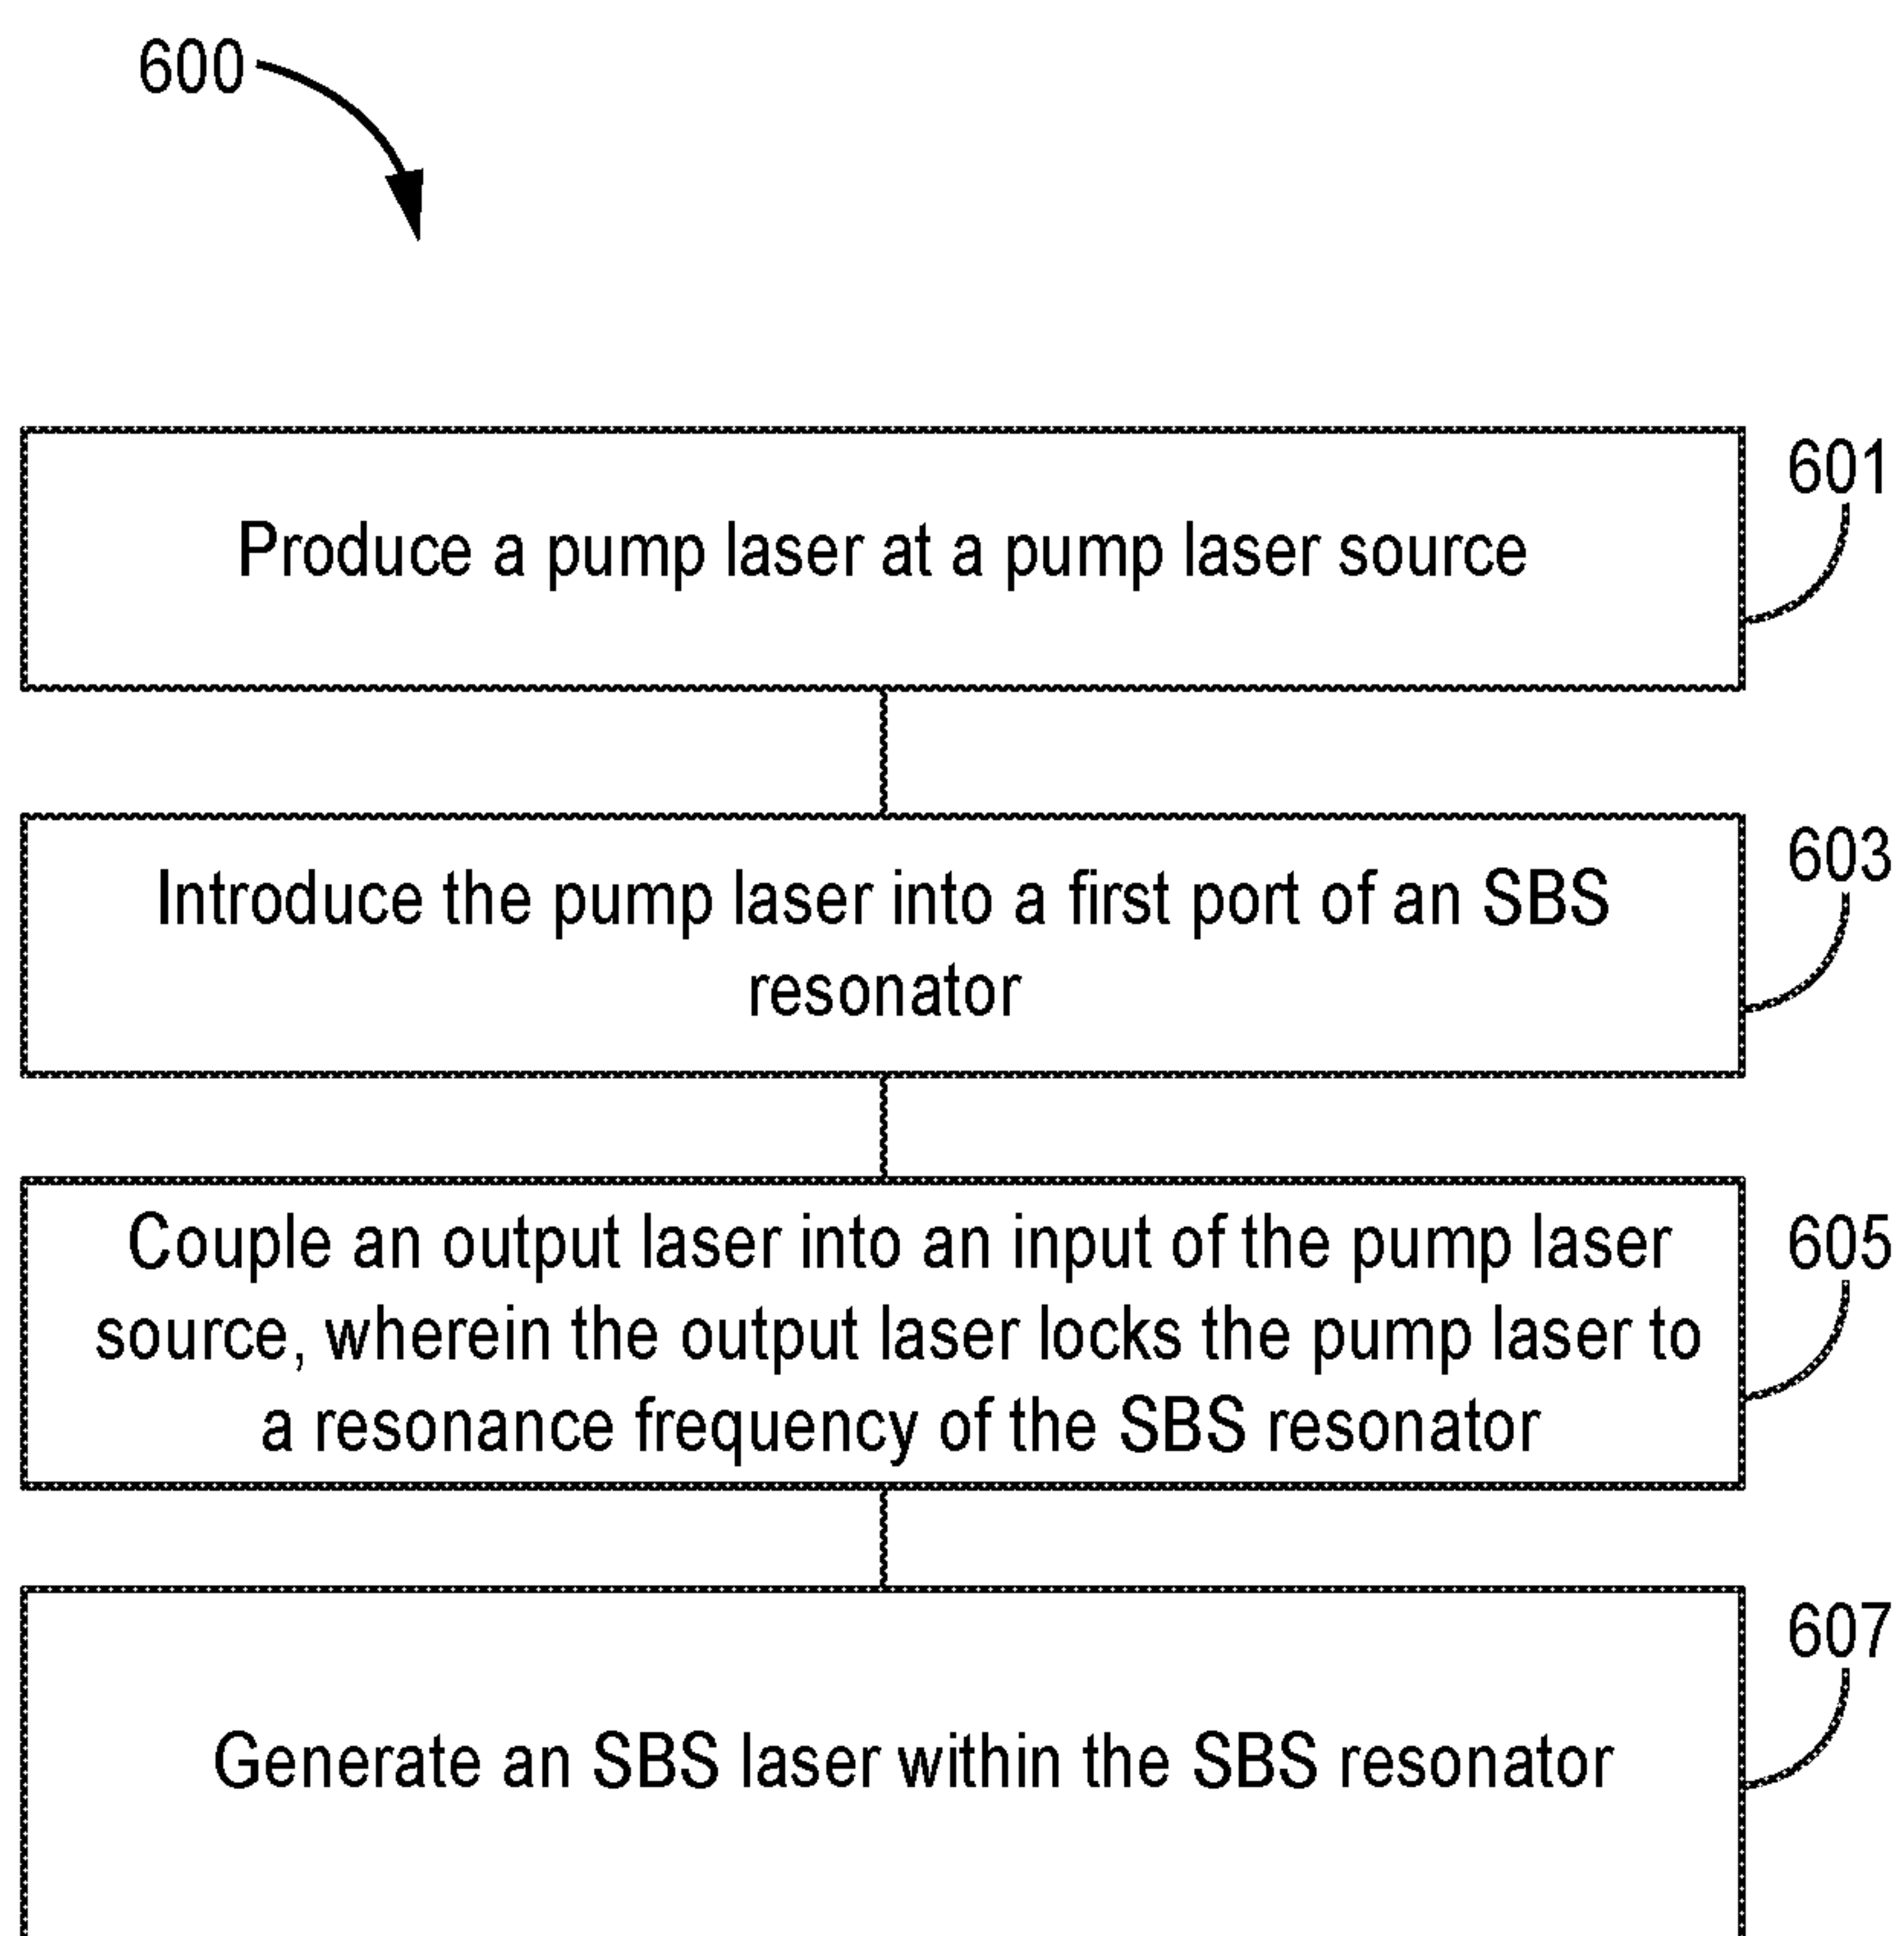 600
601
Produce a pump laser at a pump laser source
603
Introduce the pump laser into a first port of an SBS
resonator
605
Couple an output laser into an input of the pump laser
source, wherein the output laser locks the pump laser to
a resonance frequency of the SBS resonator
607
Generate an SBS laser within the SBS resonator